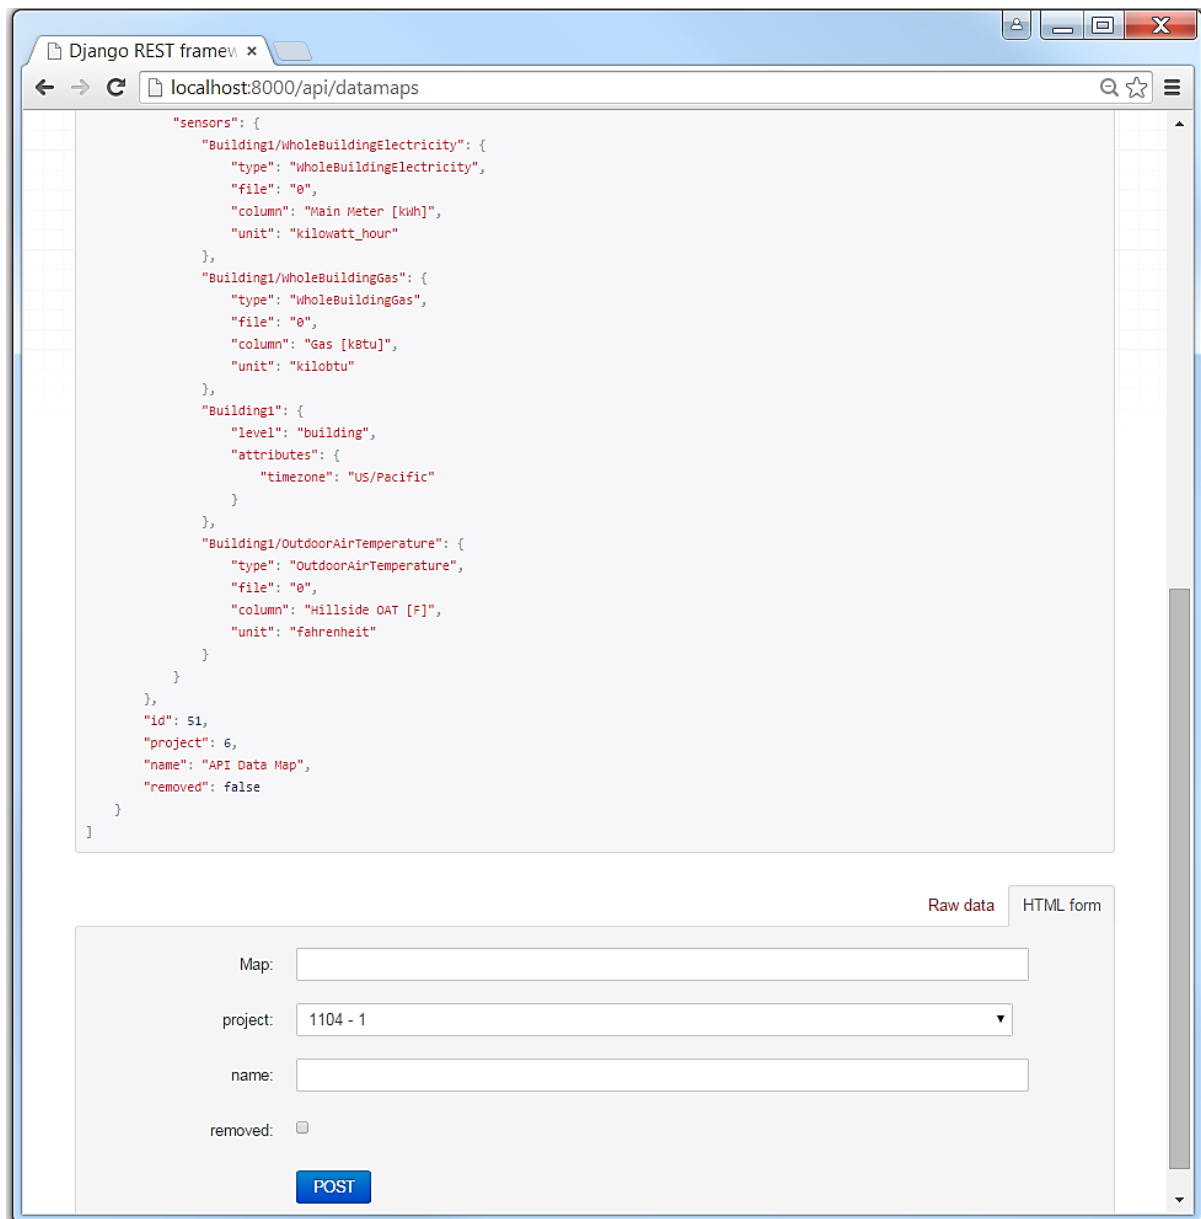 Django REST framew
localhost:8000/api/datamaps
"sensors": {
"Building1/WholeBuildingElectricity": {
"type": "WholeBuildingElectricity",
"file": "0",
"column": "Main Meter [kWh]",
"unit": "kilowatt_hour"
},
"Building1/WholeBuildingGas": {
"type": "WholeBuildingGas",
"file": "0",
"column": "Gas [kBtu]",
"unit": "kilobtu"
},
"Building1": {
"level": "building",
"attributes": {
"timezone": "US/Pacific"
}
},
"Building1/OutdoorAirTemperature": {
"type": "OutdoorAirTemperature",
"file": "0",
"column": "Hillside OAT [F]",
"unit": "fahrenheit"
}
}
},
"id": 51,
"project": 6,
"name": "API Data Map",
"removed": false
}
]
Raw data HTML form
Map:
project: 1104 - 1
name:
removed:
POST